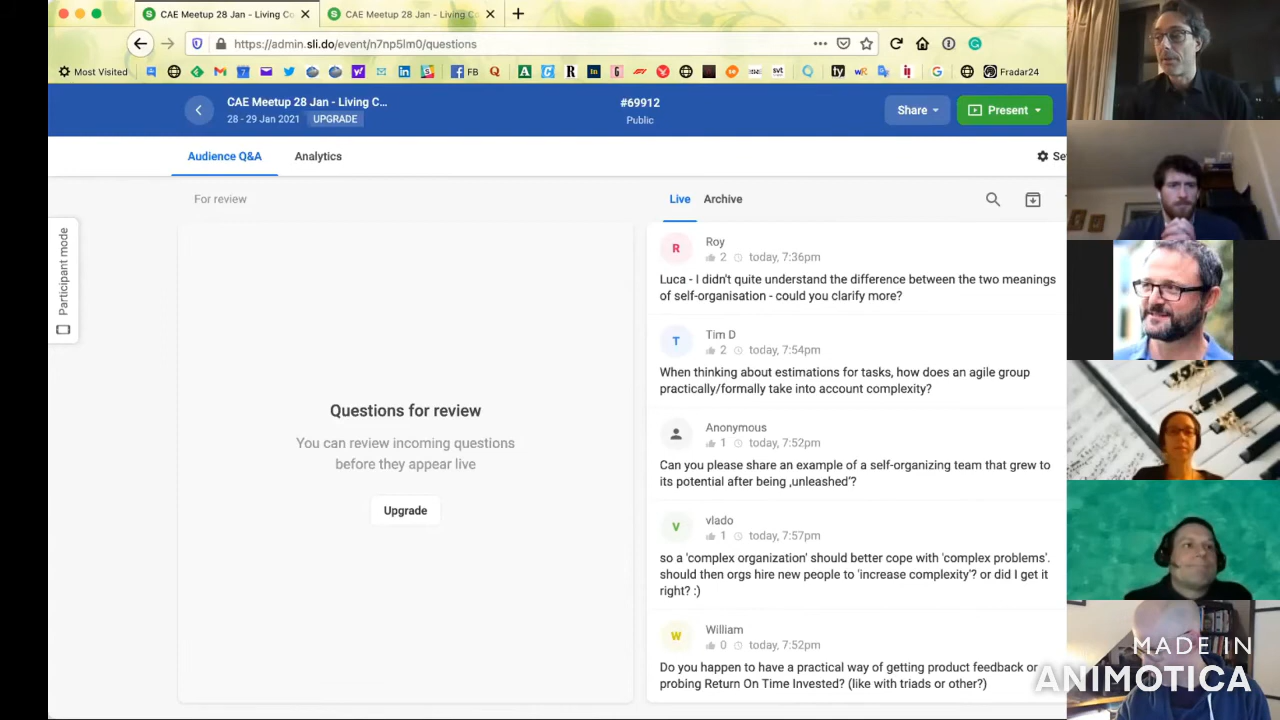 CAE Meetup 28 Jan - Living Co
CAE Meetup 28 Jan - Living Co
https://admin.sli.do/event/n7np5lm0/questions
Most Visited
FB
Fradar24
CAE Meetup 28 Jan - Living C...
28 - 29 Jan 2021
UPGRADE
#69912
Public
Share
Present
Audience Q&A
Analytics
Se
For review
Live
Archive
Participant mode
R
Roy
2
today, 7:36pm
Luca - I didn't quite understand the difference between the two meanings
of self-organisation - could you clarify more?
T
Tim D
2
today, 7:54pm
When thinking about estimations for tasks, how does an agile group
practically/formally take into account complexity?
Anonymous
1
today, 7:52pm
Can you please share an example of a self-organizing team that grew to
its potential after being ‚unleashed'?
V
vlado
1
today, 7:57pm
so a 'complex organization' should better cope with 'complex problems'.
should then orgs hire new people to 'increase complexity'? or did I get it
right? :)
W
William
0
today, 7:52pm
Do you happen to have a practical way of getting product feedback or
probing Return On Time Invested? (like with triads or other?)
Questions for review
You can review incoming questions
before they appear live
Upgrade
MADE IN
ANIMOTICA